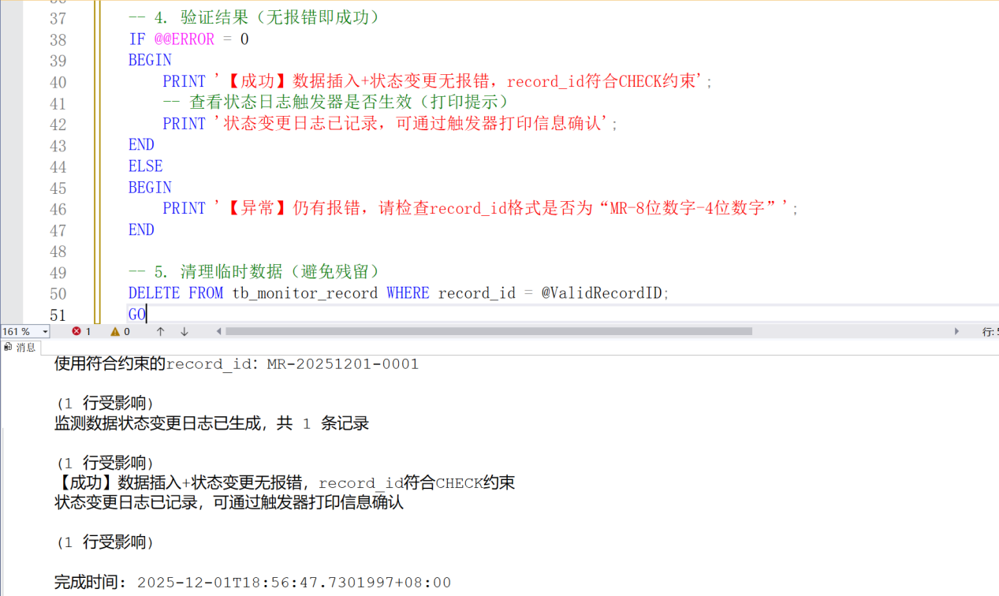 37 -- 4. 验证结果（无报错即成功）
38 IF @@ERROR = 0
39 BEGIN
40 PRINT '【成功】数据插入+状态变更无报错，record_id符合CHECK约束';
41 -- 查看状态日志触发器是否生效（打印提示）
42 PRINT '状态变更日志已记录，可通过触发器打印信息确认';
43 END
44 ELSE
45 BEGIN
46 PRINT '【异常】仍有报错，请检查record_id格式是否为“MR-8位数字-4位数字”';
47 END
48
49 -- 5. 清理临时数据（避免残留）
50 DELETE FROM tb_monitor_record WHERE record_id = @ValidRecordID;
51 GO
161 % 1 0 行:
消息
使用符合约束的record_id：MR-20251201-0001
(1 行受影响)
监测数据状态变更日志已生成，共 1 条记录
(1 行受影响)
【成功】数据插入+状态变更无报错，record_id符合CHECK约束
状态变更日志已记录，可通过触发器打印信息确认
(1 行受影响)
完成时间：2025-12-01T18:56:47.7301997+08:00